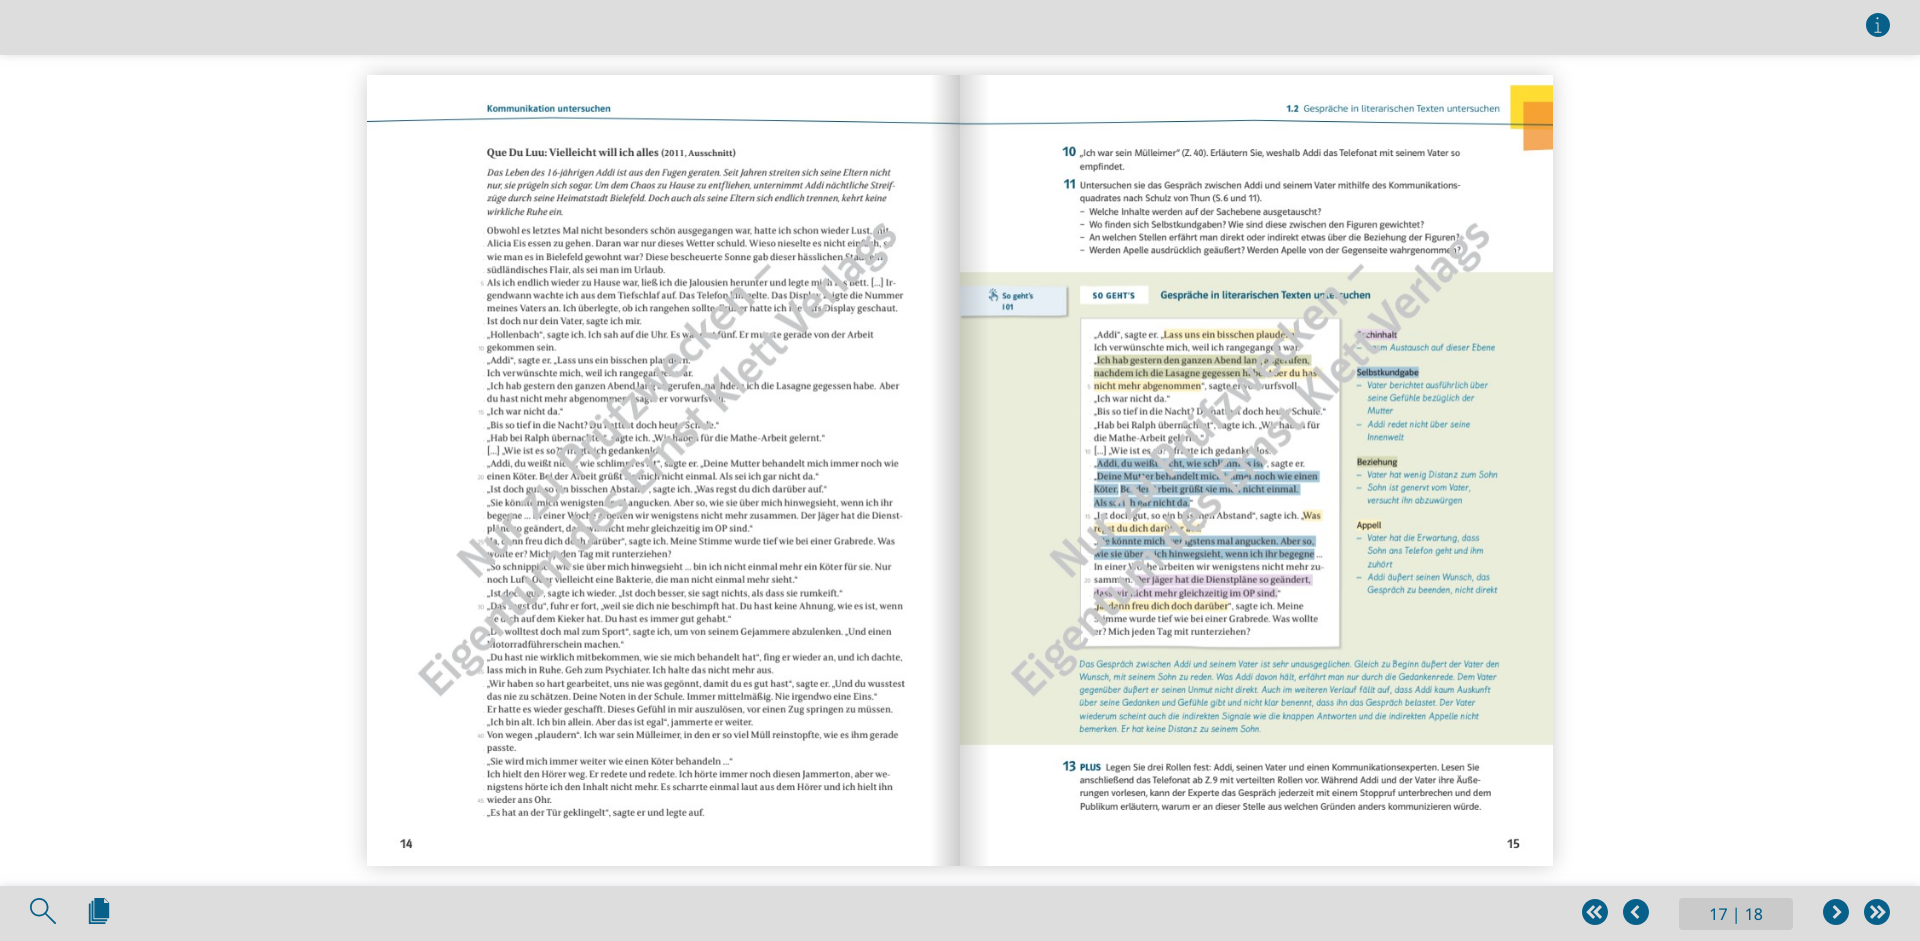 Kommunikation untersuchen
Que Du Luu: Vielleicht will ich alles (2011, Ausschnitt)
Das Leben des 16-jährigen Addi ist aus den Fugen geraten. Seit Jahren streiten sich seine Eltern nicht
nur, sie prügeln sich sogar. Um dem Chaos zu Hause zu entfliehen, unternimmt Addi nächtliche Streif-
züge durch seine Heimatstadt Bielefeld. Doch auch als seine Eltern sich endlich trennen, kehrt keine
wirkliche Ruhe ein.
Obwohl es letztes Mal nicht besonders schön ausgegangen war, hatte ich schon wieder Lust, mit
Alicia Eis essen zu gehen. Daran war nur dieses Wetter schuld. Wieso nieselte es nicht einfach, so
wie man es in Bielefeld gewohnt war? Diese bescheuerte Sonne gab dieser hässlichen Stadt ein
südländisches Flair, als sei man im Urlaub.
5 Als ich endlich wieder zu Hause war, ließ ich die Jalousien herunter und legte mich ins Bett. [...] Ir-
gendwann wachte ich aus dem Tiefschlaf auf. Das Telefon klingelte. Das Display zeigte die Nummer
meines Vaters an. Ich überlegte, ob ich rangehen sollte. Früher hatte ich nie aufs Display geschaut.
Ist doch nur dein Vater, sagte ich mir.
„Hollenbach“, sagte ich. Ich sah auf die Uhr. Es war fünf. Er musste gerade von der Arbeit
10 gekommen sein.
„Addi“, sagte er. „Lass uns ein bisschen plaudern.“
Ich verwünschte mich, weil ich rangegangen war.
„Ich hab gestern den ganzen Abend lang angerufen, nachdem ich die Lasagne gegessen habe. Aber
du hast nicht mehr abgenommen“, sagte er vorwurfsvoll.
15 „Ich war nicht da.“
„Bis so tief in die Nacht? Du hattest doch heute Schule.“
„Hab bei Ralph übernachtet“, sagte ich. „Wir haben für die Mathe-Arbeit gelernt.“
[...] „Wie ist es so?“, fragte ich gedankenlos.
„Addi, du weißt nicht, wie schlimm es ist“, sagte er. „Deine Mutter behandelt mich immer noch wie
20 einen Köter. Bei der Arbeit grüßt sie mich nicht einmal. Als sei ich gar nicht da.“
„Ist doch gut, so ein bisschen Abstand“, sagte ich. „Was regst du dich darüber auf.“
„Sie könnte mich wenigstens mal angucken. Aber so, wie sie über mich hinwegsieht, wenn ich ihr
begegne ... In einer Woche arbeiten wir wenigstens nicht mehr zusammen. Der Jäger hat die Dienst-
pläne so geändert, dass wir nicht mehr gleichzeitig im OP sind.“
25 „Ja, dann freu dich doch darüber“, sagte ich. Meine Stimme wurde tief wie bei einer Grabrede. Was
wollte er? Mich jeden Tag mit runterziehen?
„So schnippisch, wie sie über mich hinwegsieht ... bin ich nicht einmal mehr ein Köter für sie. Nur
noch Luft. Oder vielleicht eine Bakterie, die man nicht einmal mehr sieht.“
„Ist doch gut“, sagte ich wieder. „Ist doch besser, sie sagt nichts, als dass sie rumkeift.“
30 „Das sagst du“, fuhr er fort, „weil sie dich nie beschimpft hat. Du hast keine Ahnung, wie es ist, wenn
sie dich auf dem Kieker hat. Du hast es immer gut gehabt.“
„Du wolltest doch mal zum Sport“, sagte ich, um von seinem Gejammere abzulenken. „Und einen
Motorradführerschein machen.“
„Du hast nie wirklich mitbekommen, wie sie mich behandelt hat“, fing er wieder an, und ich dachte,
35 lass mich in Ruhe. Geh zum Psychiater. Ich halte das nicht mehr aus.
„Wir haben so hart gearbeitet, uns nie was gegönnt, damit du es gut hast“, sagte er. „Und du wusstest
das nie zu schätzen. Deine Noten in der Schule. Immer mittelmäßig. Nie irgendwo eine Eins.“
Er hatte es wieder geschafft. Dieses Gefühl in mir auszulösen, vor einen Zug springen zu müssen.
„Ich bin alt. Ich bin allein. Aber das ist egal“, jammerte er weiter.
40 Von wegen „plaudern“. Ich war sein Mülleimer, in den er so viel Müll reinstopfte, wie es ihm gerade
passte.
„Sie wird mich immer weiter wie einen Köter behandeln ...“
Ich hielt den Hörer weg. Er redete und redete. Ich hörte immer noch diesen Jammerton, aber we-
nigstens hörte ich den Inhalt nicht mehr. Es scharrte einmal laut aus dem Hörer und ich hielt ihn
45 wieder ans Ohr.
„Es hat an der Tür geklingelt“, sagte er und legte auf.
14
1.2 Gespräche in literarischen Texten untersuchen
10 „Ich war sein Mülleimer“ (Z. 40). Erläutern Sie, weshalb Addi das Telefonat mit seinem Vater so
empfindet.
11 Untersuchen sie das Gespräch zwischen Addi und seinem Vater mithilfe des Kommunikations-
quadrates nach Schulz von Thun (S. 6 und 11).
– Welche Inhalte werden auf der Sachebene ausgetauscht?
– Wo finden sich Selbstkundgaben? Wie sind diese zwischen den Figuren gewichtet?
– An welchen Stellen erfährt man direkt oder indirekt etwas über die Beziehung der Figuren?
– Werden Apelle ausdrücklich geäußert? Werden Apelle von der Gegenseite wahrgenommen?
So geht's
I 01
SO GEHT'S Gespräche in literarischen Texten untersuchen
„Addi“, sagte er. „Lass uns ein bisschen plaudern.“
Ich verwünschte mich, weil ich rangegangen war.
„Ich hab gestern den ganzen Abend lang angerufen,
nachdem ich die Lasagne gegessen habe. Aber du hast
5 nicht mehr abgenommen“, sagte er vorwurfsvoll.
„Ich war nicht da.“
„Bis so tief in die Nacht? Du hattest doch heute Schule.“
„Hab bei Ralph übernachtet“, sagte ich. „Wir haben für
die Mathe-Arbeit gelernt.“
10 [...] „Wie ist es so?“, fragte ich gedankenlos.
„Addi, du weißt nicht, wie schlimm es ist“, sagte er.
„Deine Mutter behandelt mich immer noch wie einen
Köter. Bei der Arbeit grüßt sie mich nicht einmal.
Als sei ich gar nicht da.“
15 „Ist doch gut, so ein bisschen Abstand“, sagte ich. „Was
regst du dich darüber auf.“
„Sie könnte mich wenigstens mal angucken. Aber so,
wie sie über mich hinwegsieht, wenn ich ihr begegne ...
In einer Woche arbeiten wir wenigstens nicht mehr zu-
20 sammen. Der Jäger hat die Dienstpläne so geändert,
dass wir nicht mehr gleichzeitig im OP sind.“
„Ja, dann freu dich doch darüber“, sagte ich. Meine
Stimme wurde tief wie bei einer Grabrede. Was wollte
er? Mich jeden Tag mit runterziehen?
Sachinhalt
– kaum Austausch auf dieser Ebene
Selbstkundgabe
– Vater berichtet ausführlich über
seine Gefühle bezüglich der
Mutter
– Addi redet nicht über seine
Innenwelt
Beziehung
– Vater hat wenig Distanz zum Sohn
– Sohn ist genervt vom Vater,
versucht ihn abzuwürgen
Appell
– Vater hat die Erwartung, dass
Sohn ans Telefon geht und ihm
zuhört
– Addi äußert seinen Wunsch, das
Gespräch zu beenden, nicht direkt
Das Gespräch zwischen Addi und seinem Vater ist sehr unausgeglichen. Gleich zu Beginn äußert der Vater den
Wunsch, mit seinem Sohn zu reden. Was Addi davon hält, erfährt man nur durch die Gedankenrede. Dem Vater
gegenüber äußert er seinen Unmut nicht direkt. Auch im weiteren Verlauf fällt auf, dass Addi kaum Auskunft
über seine Gedanken und Gefühle gibt und nicht klar benennt, dass ihn das Gespräch belastet. Der Vater
wiederum scheint auch die indirekten Signale wie die knappen Antworten und die indirekten Appelle nicht
bemerken. Er hat keine Distanz zu seinem Sohn.
13 PLUS Legen Sie drei Rollen fest: Addi, seinen Vater und einen Kommunikationsexperten. Lesen Sie
anschließend das Telefonat ab Z. 9 mit verteilten Rollen vor. Während Addi und der Vater ihre Äuße-
rungen vorlesen, kann der Experte das Gespräch jederzeit mit einem Stoppruf unterbrechen und dem
Publikum erläutern, warum er an dieser Stelle aus welchen Gründen anders kommunizieren würde.
15
Nur zu Prüfzwecken –
Eigentum des Ernst Klett Verlags
Nur zu Prüfzwecken –
Eigentum des Ernst Klett Verlags
17 | 18